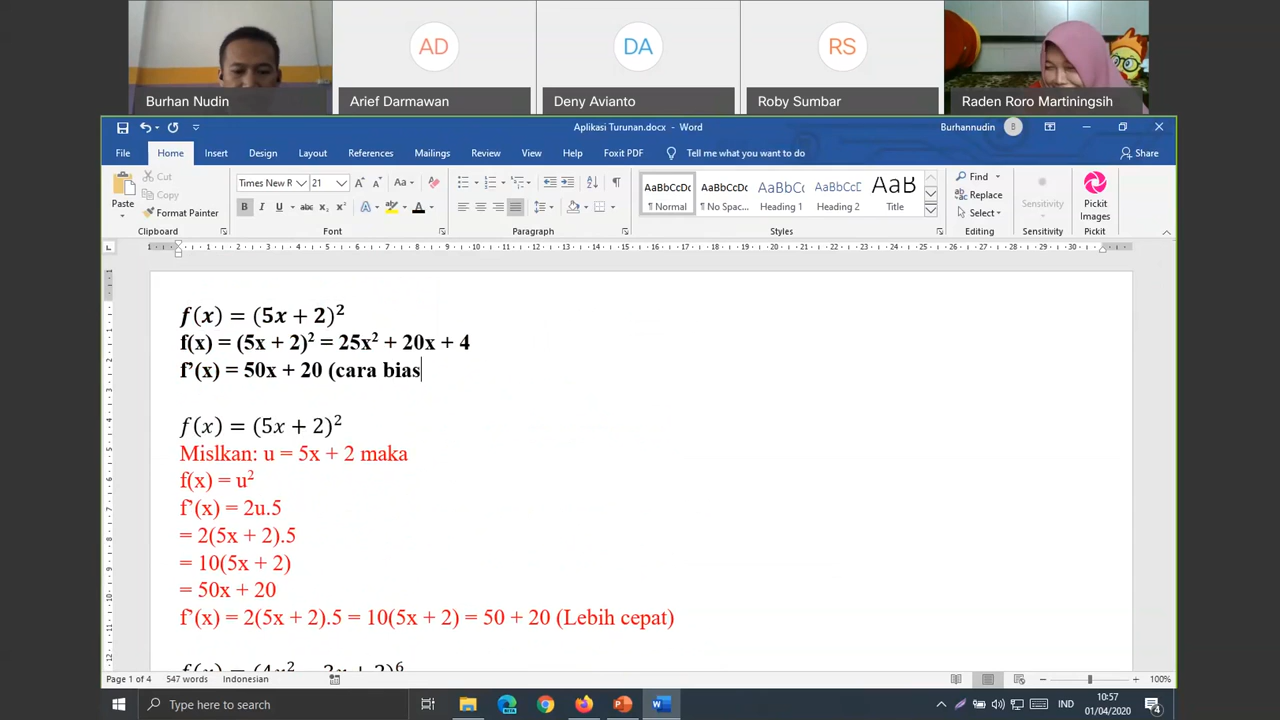 AD
DA
RS
Burhan Nudin
Arief Darmawan
Deny Avianto
Roby Sumbar
Raden Roro Martiningsih
Aplikasi Turunan.docx - Word
Burhannudin
B
File
Home
Insert
Design
Layout
References
Mailings
Review
View
Help
Foxit PDF
Tell me what you want to do
Share
Paste
Cut
Copy
Format Painter
Clipboard
Times New R
21
Font
Paragraph
AaBbCcDc
¶ Normal
AaBbCcDc
¶ No Spac...
AaBbCc
Heading 1
AaBbCcD
Heading 2
AaB
Title
Styles
Find
Replace
Select
Editing
Sensitivity
Sensitivity
Pickit Images
Pickit
f(x) = (5x + 2)²
f(x) = (5x + 2)² = 25x² + 20x + 4
f’(x) = 50x + 20 (cara bias
f(x) = (5x + 2)²
Mislkan: u = 5x + 2 maka
f(x) = u²
f’(x) = 2u.5
= 2(5x + 2).5
= 10(5x + 2)
= 50x + 20
f’(x) = 2(5x + 2).5 = 10(5x + 2) = 50 + 20 (Lebih cepat)
Page 1 of 4
547 words
Indonesian
100%
Type here to search
IND
10:57
01/04/2020